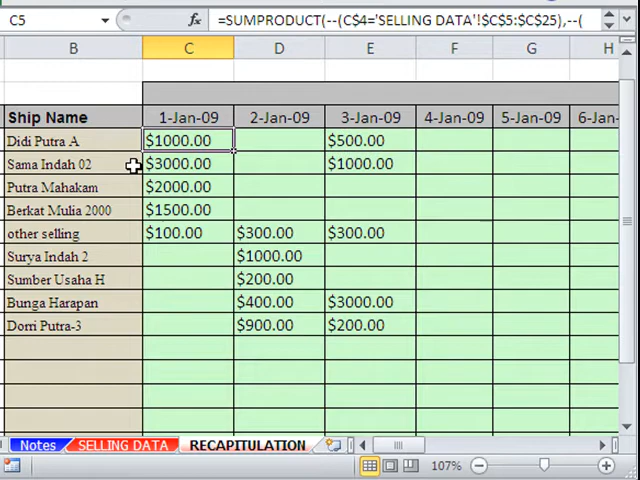 C5 fx =SUMPRODUCT(--(C$4='SELLING DATA'!$C$5:$C$25),--(
B C D E F G H
Ship Name 1-Jan-09 2-Jan-09 3-Jan-09 4-Jan-09 5-Jan-09 6-Jan-
Didi Putra A $1000.00 $500.00
Sama Indah 02 $3000.00 $1000.00
Putra Mahakam $2000.00
Berkat Mulia 2000 $1500.00
other selling $100.00 $300.00 $300.00
Surya Indah 2 $1000.00
Sumber Usaha H $200.00
Bunga Harapan $400.00 $3000.00
Dorri Putra-3 $900.00 $200.00
Notes SELLING DATA RECAPITULATION
107%